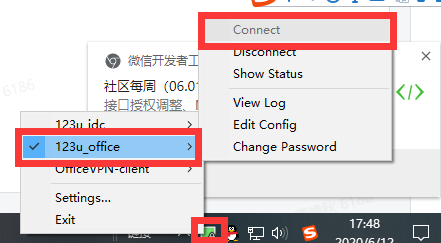 Connect
Disconnect
Show Status
View Log
Edit Config
Change Password
微信开发者工
社区每周（06.01
接口授权调整、
123u_idc
123u_office
OfficeVPN-client
Settings...
Exit
17:48
2020/6/12
6186